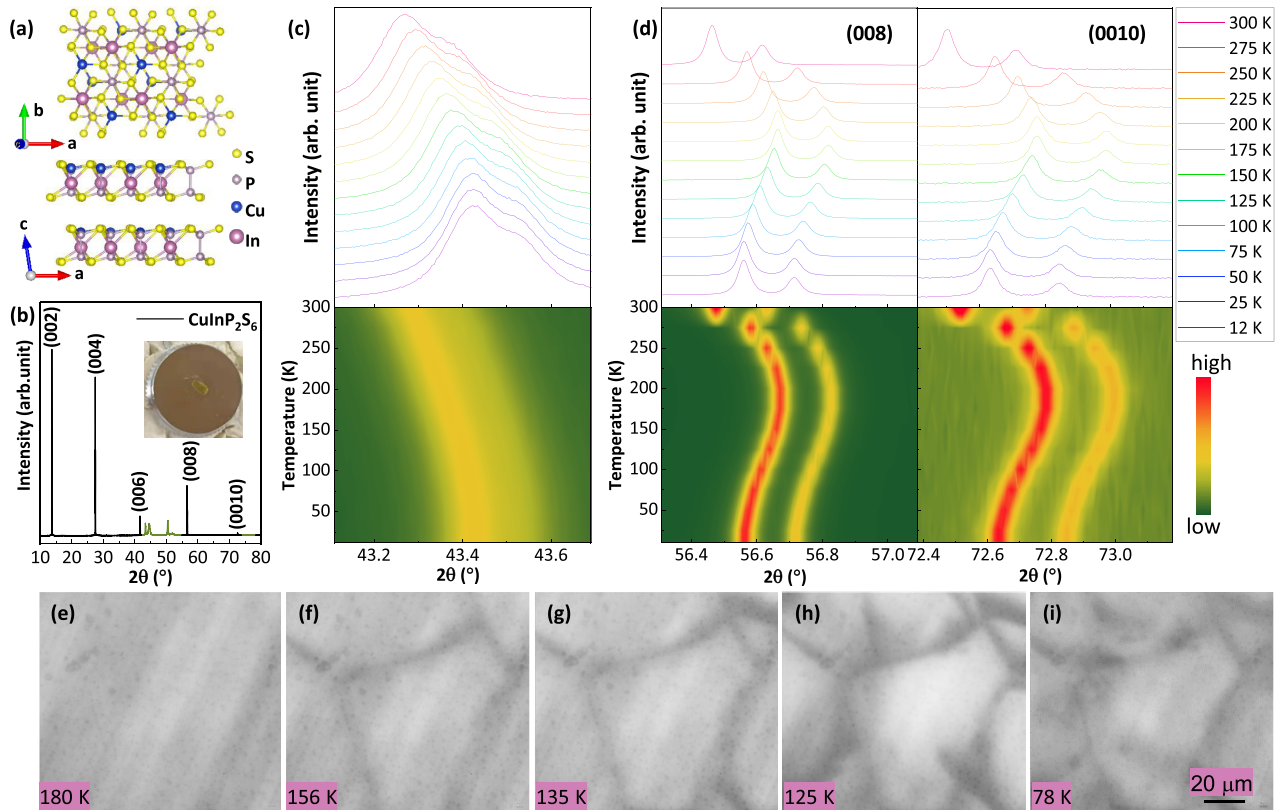 (a)
b
a
S
P
Cu
In
c
a
(b)
CuInP₂S₆
(002)
(004)
(006)
(008)
(0010)
Intensity (arb.unit)
10 20 30 40 50 60 70 80
2θ (°)
(c)
Intensity (arb. unit)
300
250
200
150
100
50
Temperature (K)
43.2 43.4 43.6
2θ (°)
(d)
(008)
(0010)
Intensity (arb. unit)
300
250
200
150
100
50
Temperature (K)
56.4 56.6 56.8 57.0
2θ (°)
72.4 72.6 72.8 73.0
2θ (°)
300 K
275 K
250 K
225 K
200 K
175 K
150 K
125 K
100 K
75 K
50 K
25 K
12 K
high
low
(e)
180 K
(f)
156 K
(g)
135 K
(h)
125 K
(i)
78 K
20 μm